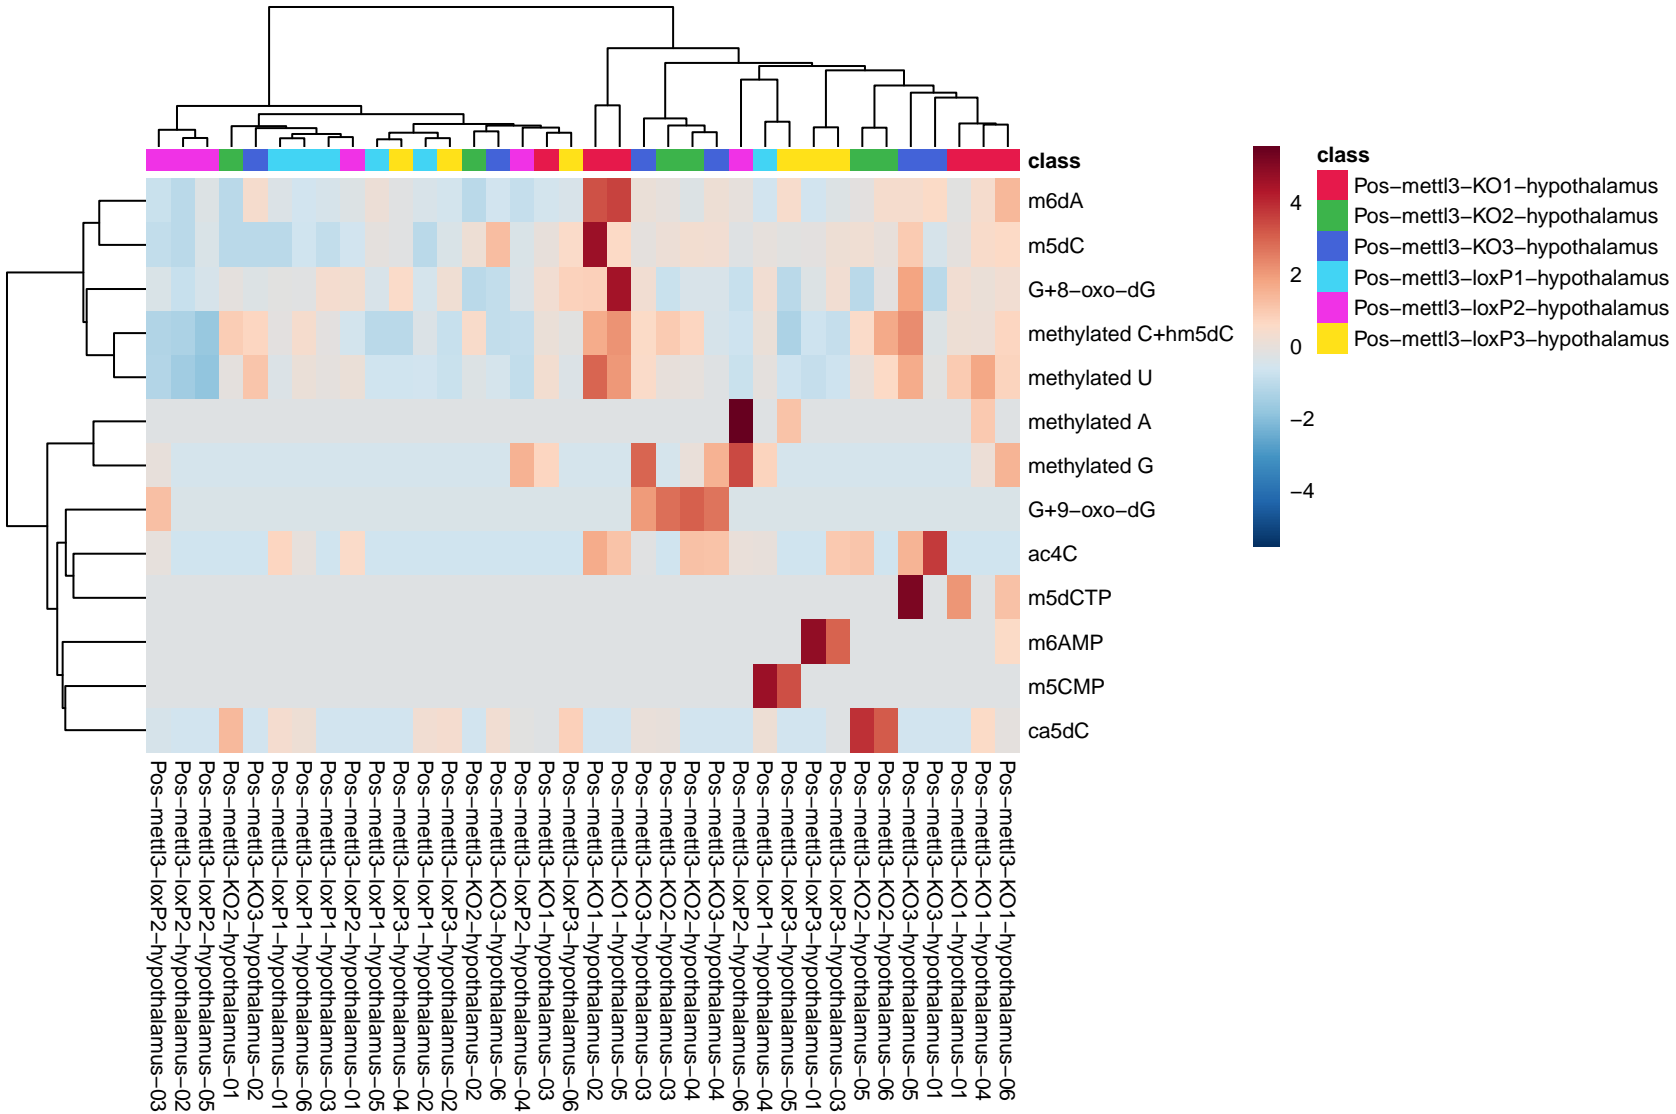 class
m6dA
m5dC
G+8−oxo−dG
methylated C+hm5dC
methylated U
methylated A
methylated G
G+9−oxo−dG
ac4C
m5dCTP
m6AMP
m5CMP
ca5dC
4
2
0
−2
−4
class
Pos−mettl3−KO1−hypothalamus
Pos−mettl3−KO2−hypothalamus
Pos−mettl3−KO3−hypothalamus
Pos−mettl3−loxP1−hypothalamus
Pos−mettl3−loxP2−hypothalamus
Pos−mettl3−loxP3−hypothalamus
Pos−mettl3−loxP2−hypothalamus−03
Pos−mettl3−loxP2−hypothalamus−02
Pos−mettl3−loxP2−hypothalamus−05
Pos−mettl3−KO2−hypothalamus−01
Pos−mettl3−KO3−hypothalamus−02
Pos−mettl3−loxP1−hypothalamus−01
Pos−mettl3−loxP1−hypothalamus−06
Pos−mettl3−loxP1−hypothalamus−03
Pos−mettl3−loxP2−hypothalamus−01
Pos−mettl3−loxP1−hypothalamus−05
Pos−mettl3−loxP3−hypothalamus−04
Pos−mettl3−loxP1−hypothalamus−02
Pos−mettl3−loxP3−hypothalamus−02
Pos−mettl3−KO2−hypothalamus−02
Pos−mettl3−KO3−hypothalamus−06
Pos−mettl3−loxP2−hypothalamus−04
Pos−mettl3−KO1−hypothalamus−03
Pos−mettl3−loxP3−hypothalamus−06
Pos−mettl3−KO1−hypothalamus−02
Pos−mettl3−KO1−hypothalamus−05
Pos−mettl3−KO3−hypothalamus−03
Pos−mettl3−KO2−hypothalamus−03
Pos−mettl3−KO2−hypothalamus−04
Pos−mettl3−KO3−hypothalamus−04
Pos−mettl3−loxP2−hypothalamus−06
Pos−mettl3−loxP1−hypothalamus−04
Pos−mettl3−loxP3−hypothalamus−05
Pos−mettl3−loxP3−hypothalamus−01
Pos−mettl3−loxP3−hypothalamus−03
Pos−mettl3−KO2−hypothalamus−05
Pos−mettl3−KO2−hypothalamus−06
Pos−mettl3−KO3−hypothalamus−05
Pos−mettl3−KO3−hypothalamus−01
Pos−mettl3−KO1−hypothalamus−01
Pos−mettl3−KO1−hypothalamus−04
Pos−mettl3−KO1−hypothalamus−06